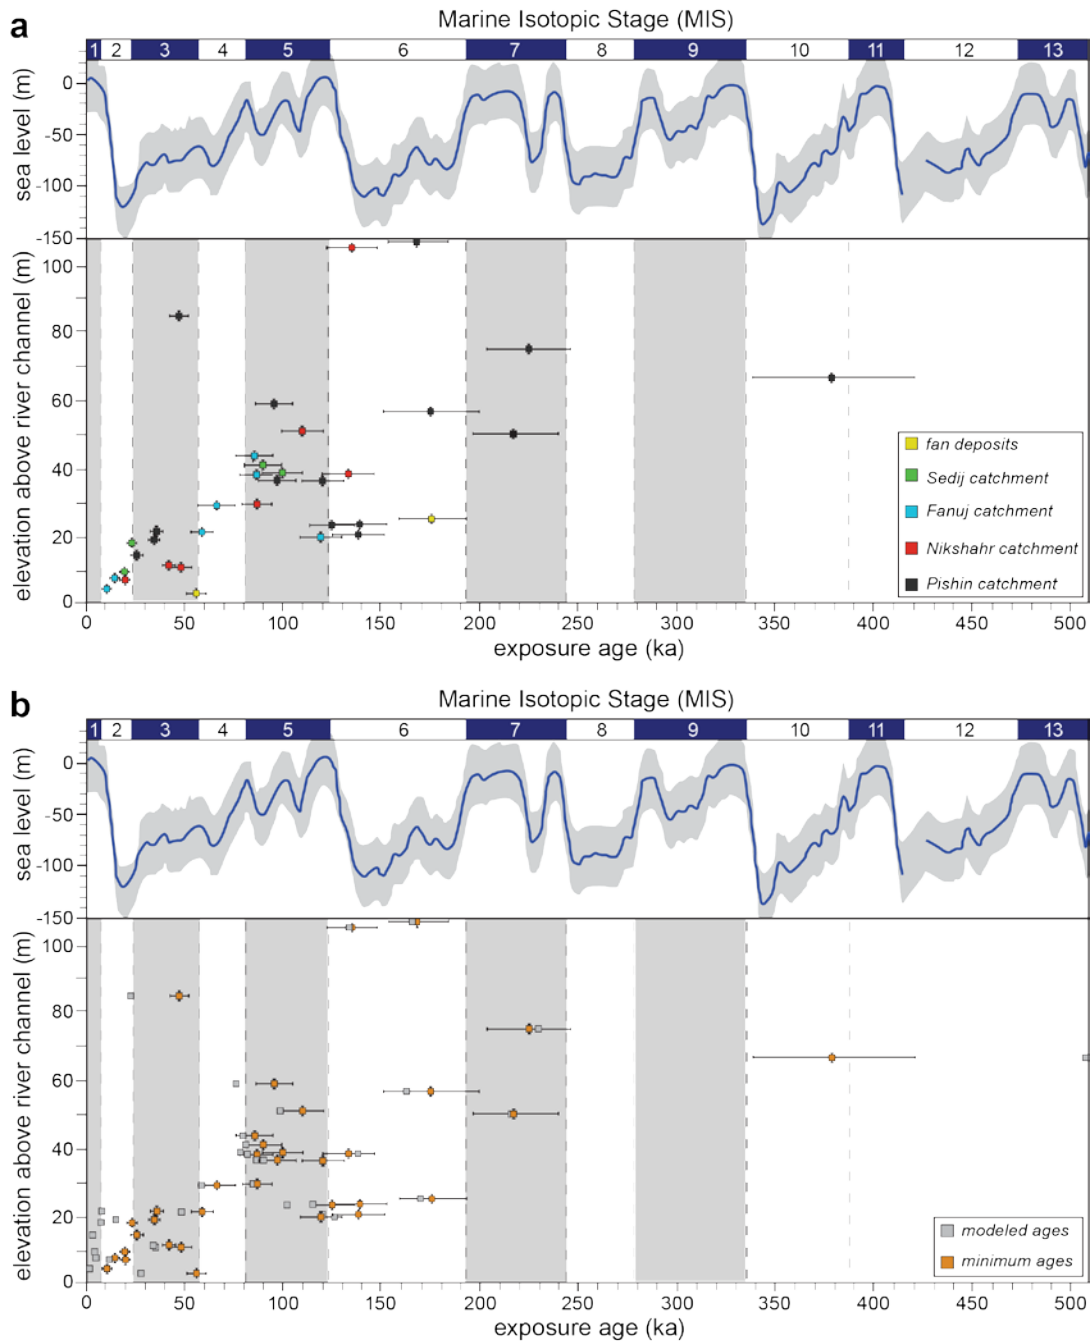 a
Marine Isotopic Stage (MIS)
1 2 3 4 5 6 7 8 9 10 11 12 13
sea level (m)
0
-50
-100
-150
elevation above river channel (m)
100
80
60
40
20
0
fan deposits
Sedij catchment
Fanuj catchment
Nikshahr catchment
Pishin catchment
0 50 100 150 200 250 300 350 400 450 500
exposure age (ka)
b
Marine Isotopic Stage (MIS)
1 2 3 4 5 6 7 8 9 10 11 12 13
sea level (m)
0
-50
-100
-150
elevation above river channel (m)
100
80
60
40
20
0
modeled ages
minimum ages
0 50 100 150 200 250 300 350 400 450 500
exposure age (ka)